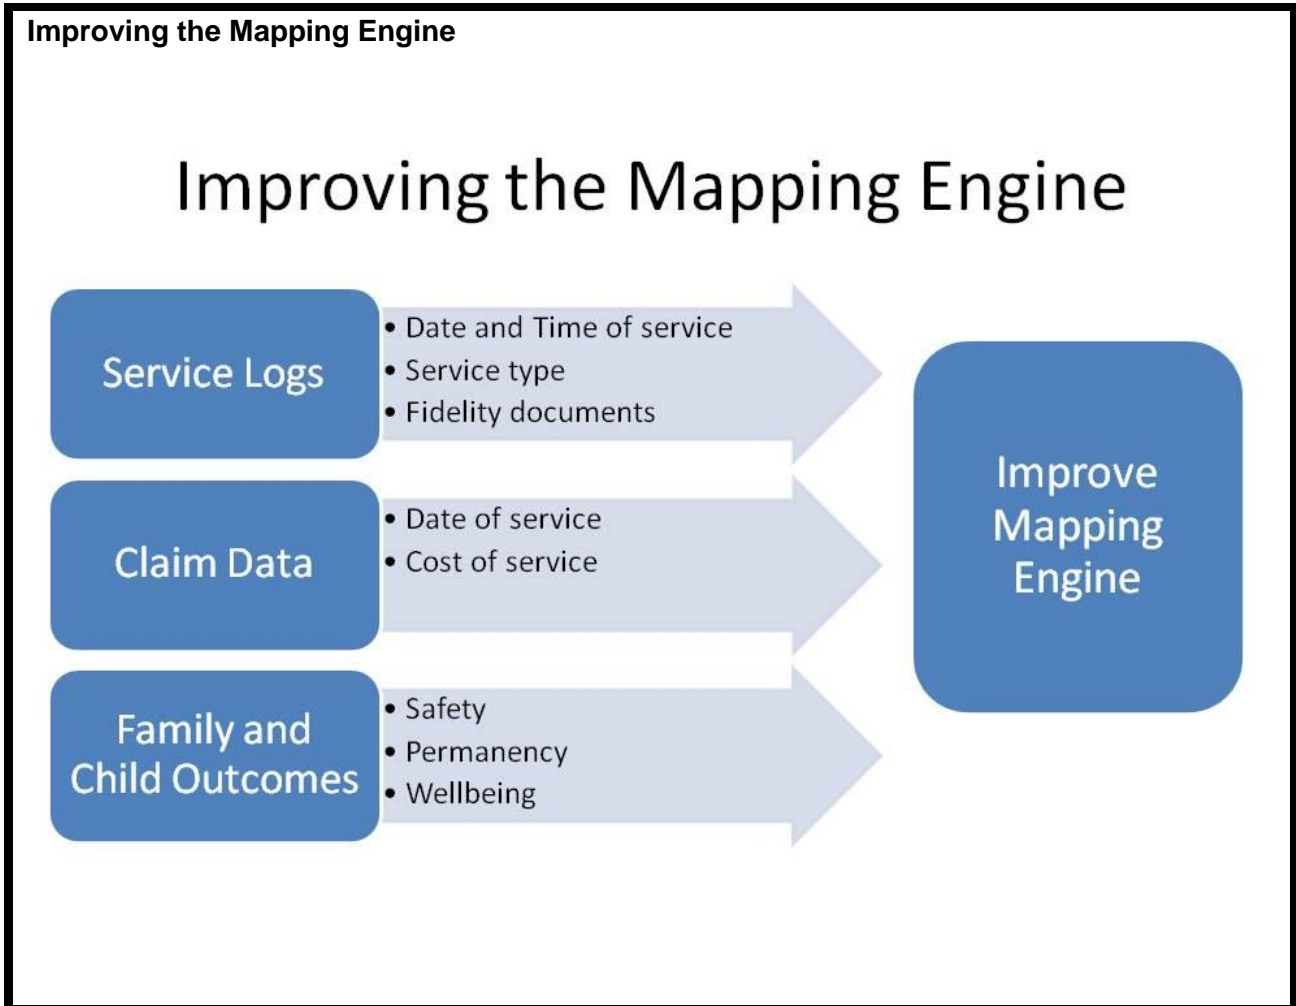 Improving the Mapping Engine
Improving the Mapping Engine
Service Logs
• Date and Time of service
• Service type
• Fidelity documents
Claim Data
• Date of service
• Cost of service
Family and
Child Outcomes
• Safety
• Permanency
• Wellbeing
Improve
Mapping
Engine